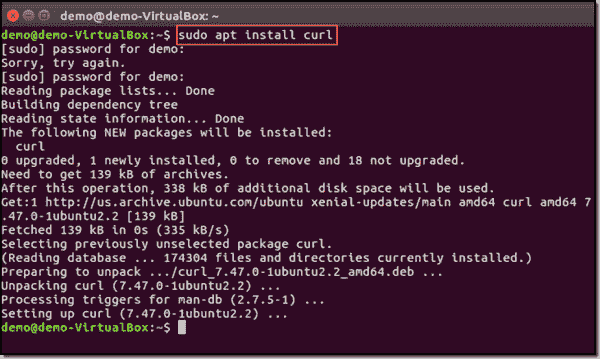 demo@demo-VirtualBox: ~
demo@demo-VirtualBox:~$ sudo apt install curl
[sudo] password for demo:
Sorry, try again.
[sudo] password for demo:
Reading package lists... Done
Building dependency tree
Reading state information... Done
The following NEW packages will be installed:
  curl
0 upgraded, 1 newly installed, 0 to remove and 18 not upgraded.
Need to get 139 kB of archives.
After this operation, 338 kB of additional disk space will be used.
Get:1 http://us.archive.ubuntu.com/ubuntu xenial-updates/main amd64 curl amd64 7
.47.0-1ubuntu2.2 [139 kB]
Fetched 139 kB in 0s (335 kB/s)
Selecting previously unselected package curl.
(Reading database ... 174304 files and directories currently installed.)
Preparing to unpack .../curl_7.47.0-1ubuntu2.2_amd64.deb ...
Unpacking curl (7.47.0-1ubuntu2.2) ...
Processing triggers for man-db (2.7.5-1) ...
Setting up curl (7.47.0-1ubuntu2.2) ...
demo@demo-VirtualBox:~$